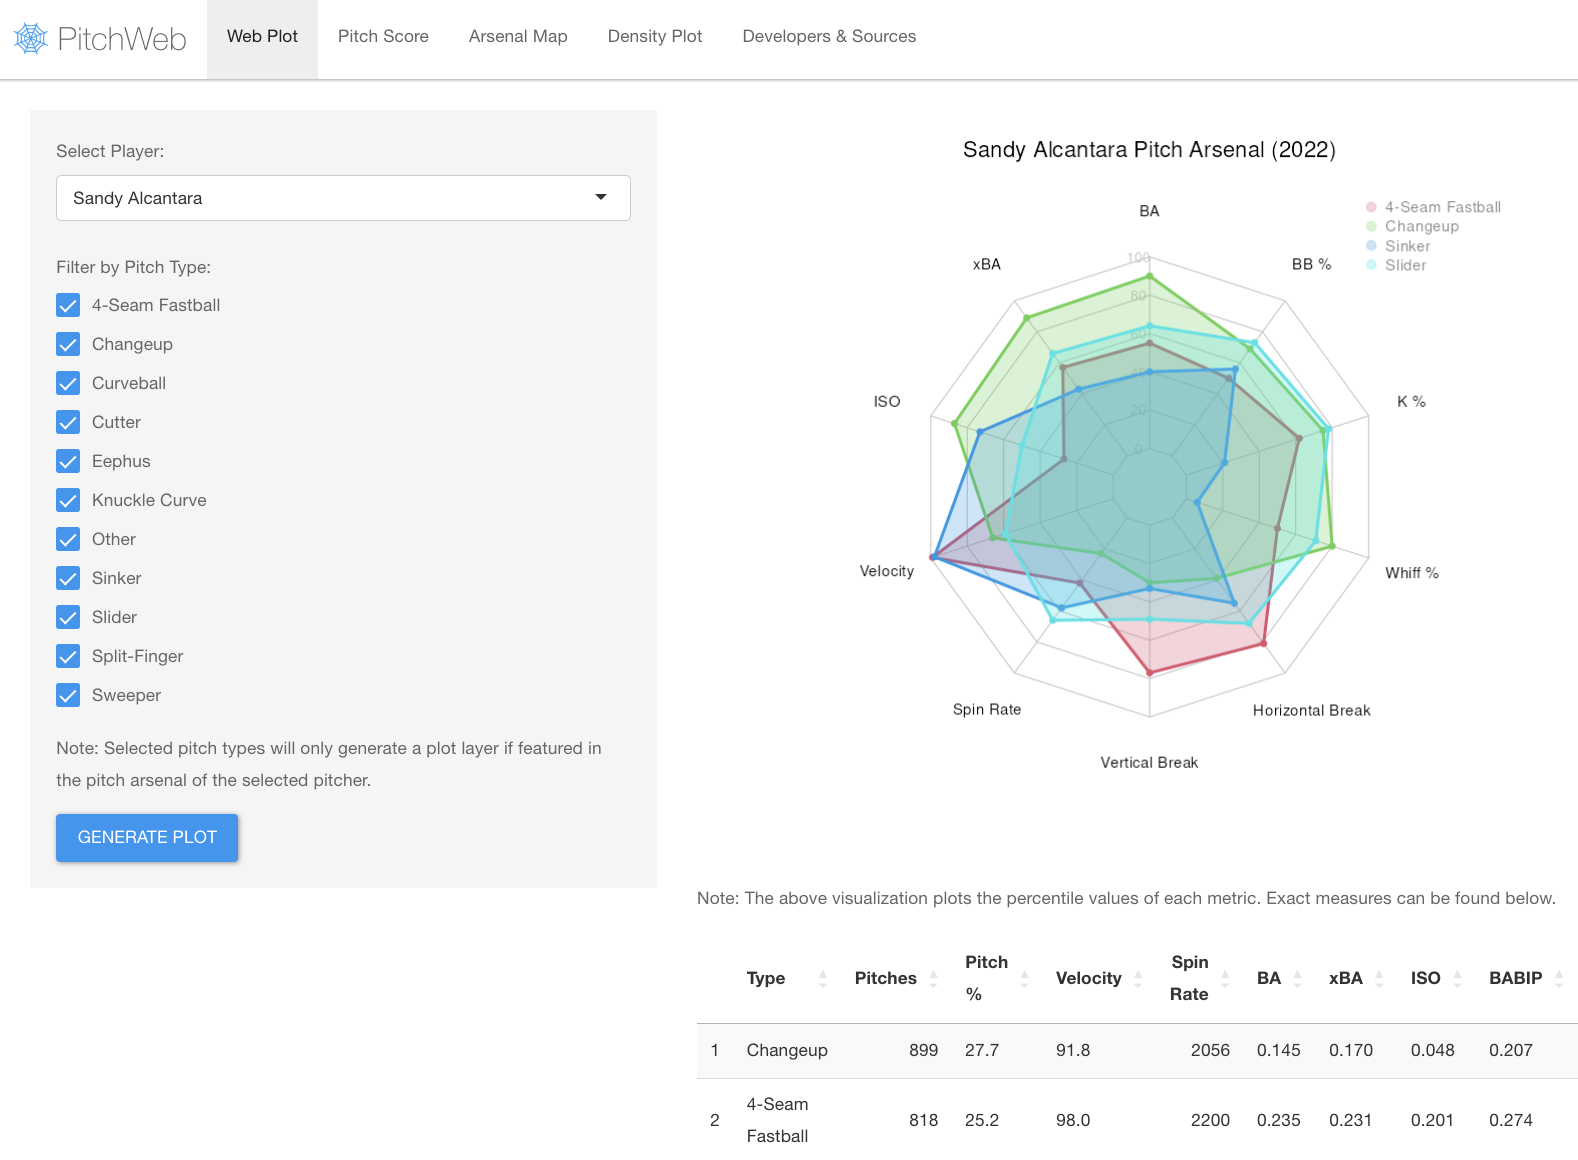 PitchWeb
Web Plot
Pitch Score
Arsenal Map
Density Plot
Developers & Sources
Select Player:
Sandy Alcantara
Filter by Pitch Type:
4-Seam Fastball
Changeup
Curveball
Cutter
Eephus
Knuckle Curve
Other
Sinker
Slider
Split-Finger
Sweeper
Note: Selected pitch types will only generate a plot layer if featured in
the pitch arsenal of the selected pitcher.
GENERATE PLOT
Sandy Alcantara Pitch Arsenal (2022)
4-Seam Fastball
Changeup
Sinker
Slider
BA
BB %
K %
Whiff %
Horizontal Break
Vertical Break
Spin Rate
Velocity
ISO
xBA
100
80
60
40
20
0
Note: The above visualization plots the percentile values of each metric. Exact measures can be found below.
Type Pitches Pitch % Velocity Spin Rate BA xBA ISO BABIP
1 Changeup 899 27.7 91.8 2056 0.145 0.170 0.048 0.207
2 4-Seam Fastball 818 25.2 98.0 2200 0.235 0.231 0.201 0.274